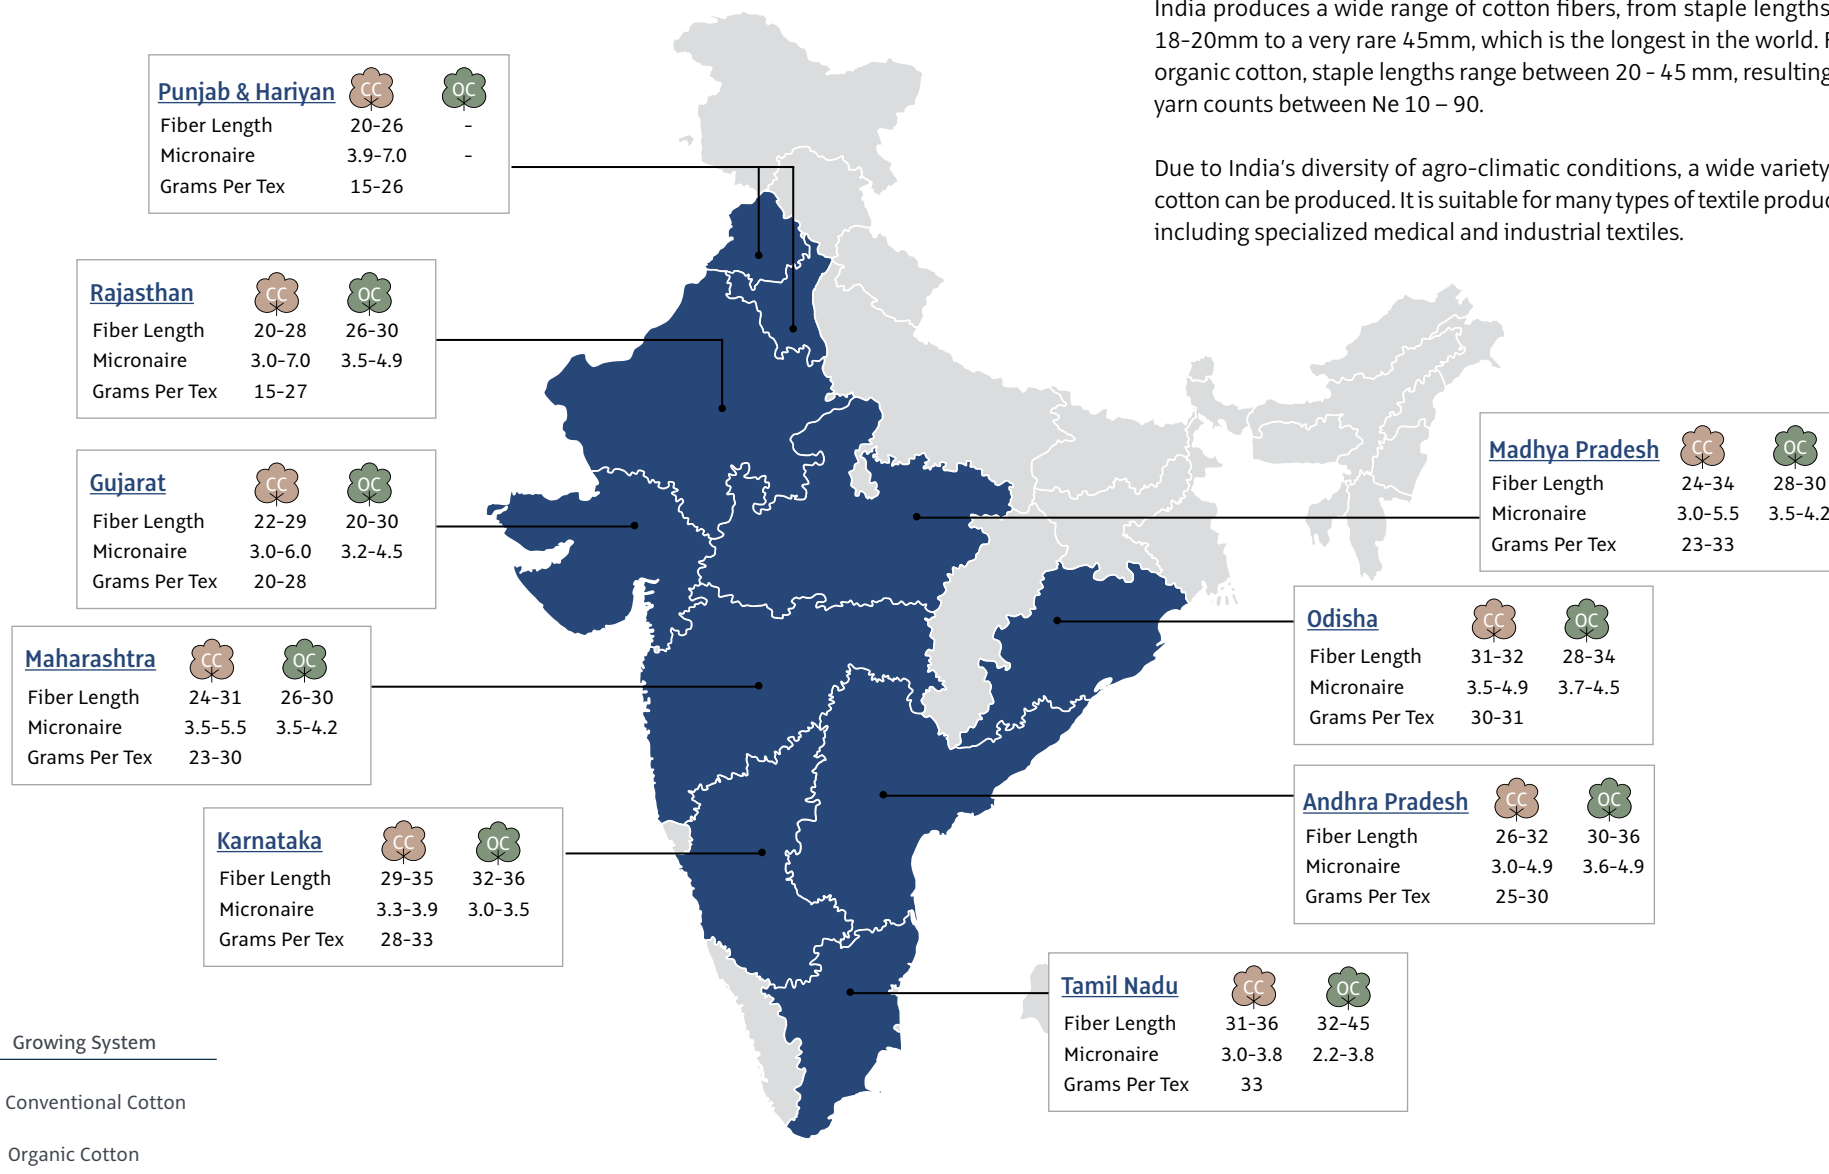 India produces a wide range of cotton fibers, from staple lengths
18-20mm to a very rare 45mm, which is the longest in the world.
organic cotton, staple lengths range between 20 - 45 mm, resulting
yarn counts between Ne 10 – 90.
Due to India's diversity of agro-climatic conditions, a wide variety
cotton can be produced. It is suitable for many types of textile
including specialized medical and industrial textiles.
Punjab & Hariyan CC OC
Fiber Length 20-26 -
Micronaire 3.9-7.0 -
Grams Per Tex 15-26
Rajasthan CC OC
Fiber Length 20-28 26-30
Micronaire 3.0-7.0 3.5-4.9
Grams Per Tex 15-27
Gujarat CC OC
Fiber Length 22-29 20-30
Micronaire 3.0-6.0 3.2-4.5
Grams Per Tex 20-28
Maharashtra CC OC
Fiber Length 24-31 26-30
Micronaire 3.5-5.5 3.5-4.2
Grams Per Tex 23-30
Karnataka CC OC
Fiber Length 29-35 32-36
Micronaire 3.3-3.9 3.0-3.5
Grams Per Tex 28-33
Madhya Pradesh CC OC
Fiber Length 24-34 28-30
Micronaire 3.0-5.5 3.5-4.2
Grams Per Tex 23-33
Odisha CC OC
Fiber Length 31-32 28-34
Micronaire 3.5-4.9 3.7-4.5
Grams Per Tex 30-31
Andhra Pradesh CC OC
Fiber Length 26-32 30-36
Micronaire 3.0-4.9 3.6-4.9
Grams Per Tex 25-30
Tamil Nadu CC OC
Fiber Length 31-36 32-45
Micronaire 3.0-3.8 2.2-3.8
Grams Per Tex 33
Growing System
Conventional Cotton
Organic Cotton